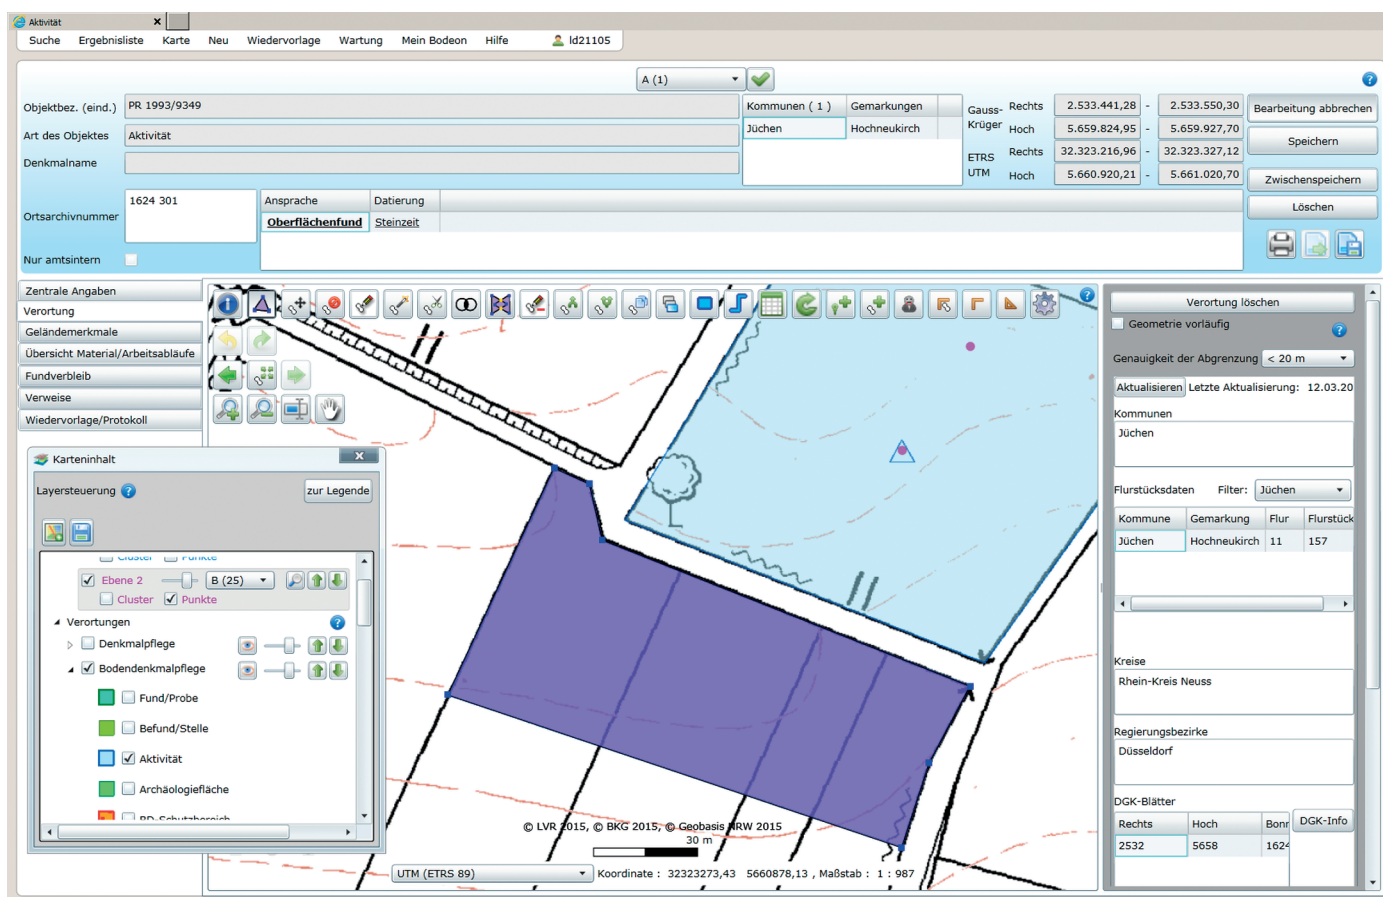 Aktivität x
Suche Ergebnisliste Karte Neu Wiedervorlage Wartung Mein Bodeon Hilfe ld21105
A (1)
Objektbez. (eind.) PR 1993/9349
Art des Objektes Aktivität
Denkmalname
Kommunen ( 1 ) Gemarkungen
Jüchen Hochneukirch
Gauss-Krüger Rechts 2.533.441,28 - 2.533.550,30
Hoch 5.659.824,95 - 5.659.927,70
ETRS UTM Rechts 32.323.216,96 - 32.323.327,12
Hoch 5.660.920,21 - 5.661.020,70
Bearbeitung abbrechen
Speichern
Zwischenspeichern
Löschen
Ortsarchivnummer 1624 301
Ansprache Datierung
Oberflächenfund Steinzeit
Nur amtsintern
Zentrale Angaben
Verortung
Geländemerkmale
Übersicht Material/Arbeitsabläufe
Fundverbleib
Verweise
Wiedervorlage/Protokoll
Karteninhalt x
Layersteuerung ? zur Legende
Cluster Punkte
Ebene 2 B (25)
Cluster Punkte
Verortungen ?
Denkmalpflege
Bodendenkmalpflege
Fund/Probe
Befund/Stelle
Aktivität
Archäologiefläche
BD-Schutzbereich
© LVR 2015, © BKG 2015, © Geobasis NRW 2015
30 m
UTM (ETRS 89) Koordinate : 32323273,43 5660878,13 , Maßstab : 1 : 987
Verortung löschen
Geometrie vorläufig ?
Genauigkeit der Abgrenzung < 20 m
Aktualisieren Letzte Aktualisierung: 12.03.20
Kommunen
Jüchen
Flurstücksdaten Filter: Jüchen
Kommune Gemarkung Flur Flurstück
Jüchen Hochneukirch 11 157
Kreise
Rhein-Kreis Neuss
Regierungsbezirke
Düsseldorf
DGK-Blätter
Rechts Hoch Bonr DGK-Info
2532 5658 1624